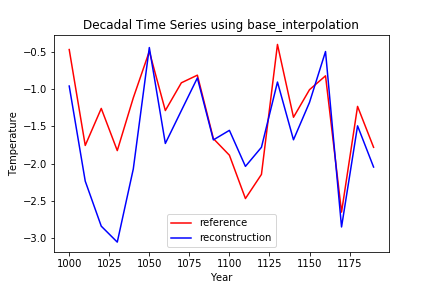 Decadal Time Series using base_interpolation
Temperature
−0.5
−1.0
−1.5
−2.0
−2.5
−3.0
reference
reconstruction
1000 1025 1050 1075 1100 1125 1150 1175
Year